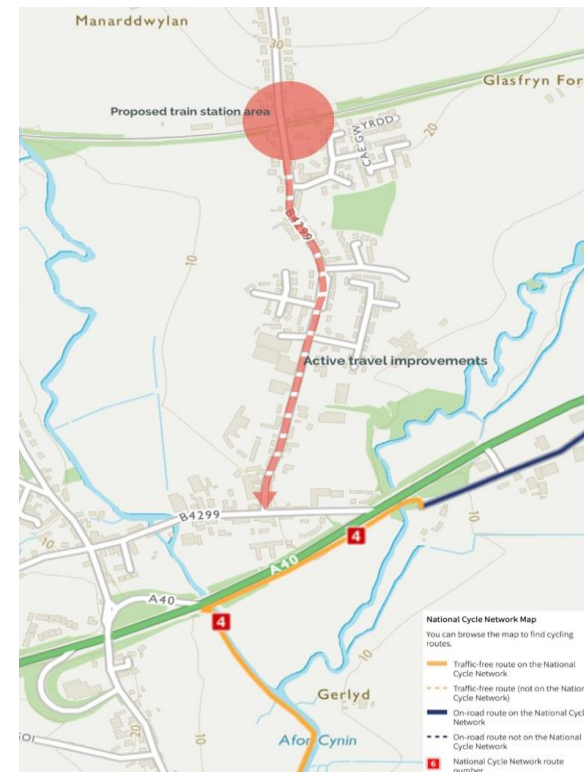 Manarddwylan
30
Glasfryn For
Proposed train station area
CAEGWYRDD
20
B4299
10
10
Active travel improvements
B4299
10
A40
4
10
A40
4
Gerlyd
Afon Cynin
National Cycle Network Map
You can browse the map to find cycling
routes.
Traffic-free route on the National
Cycle Network
Traffic-free route (not on the Nation
Cycle Network)
On-road route on the National Cycl
Network
On-road route not on the National
Cycle Network
6
National Cycle Network route
number